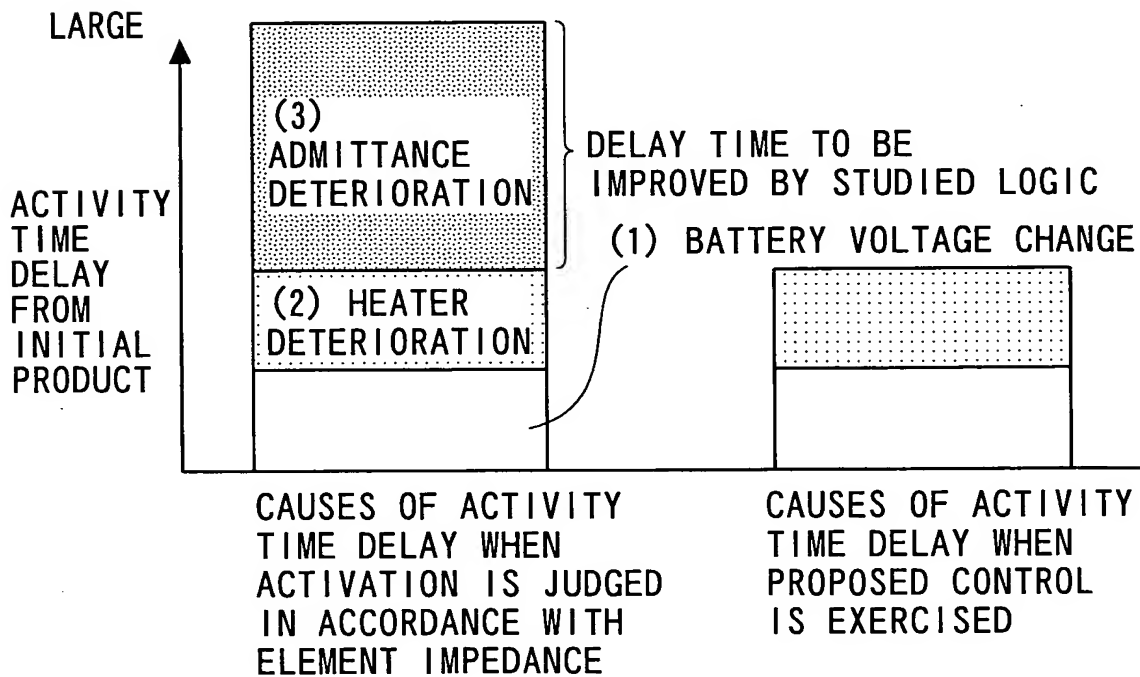 LARGE
ACTIVITY
TIME
DELAY
FROM
INITIAL
PRODUCT
(3)
ADMITTANCE
DETERIORATION
DELAY TIME TO BE
IMPROVED BY STUDIED LOGIC
(1) BATTERY VOLTAGE CHANGE
(2) HEATER
DETERIORATION
CAUSES OF ACTIVITY
TIME DELAY WHEN
ACTIVATION IS JUDGED
IN ACCORDANCE WITH
ELEMENT IMPEDANCE
CAUSES OF ACTIVITY
TIME DELAY WHEN
PROPOSED CONTROL
IS EXERCISED